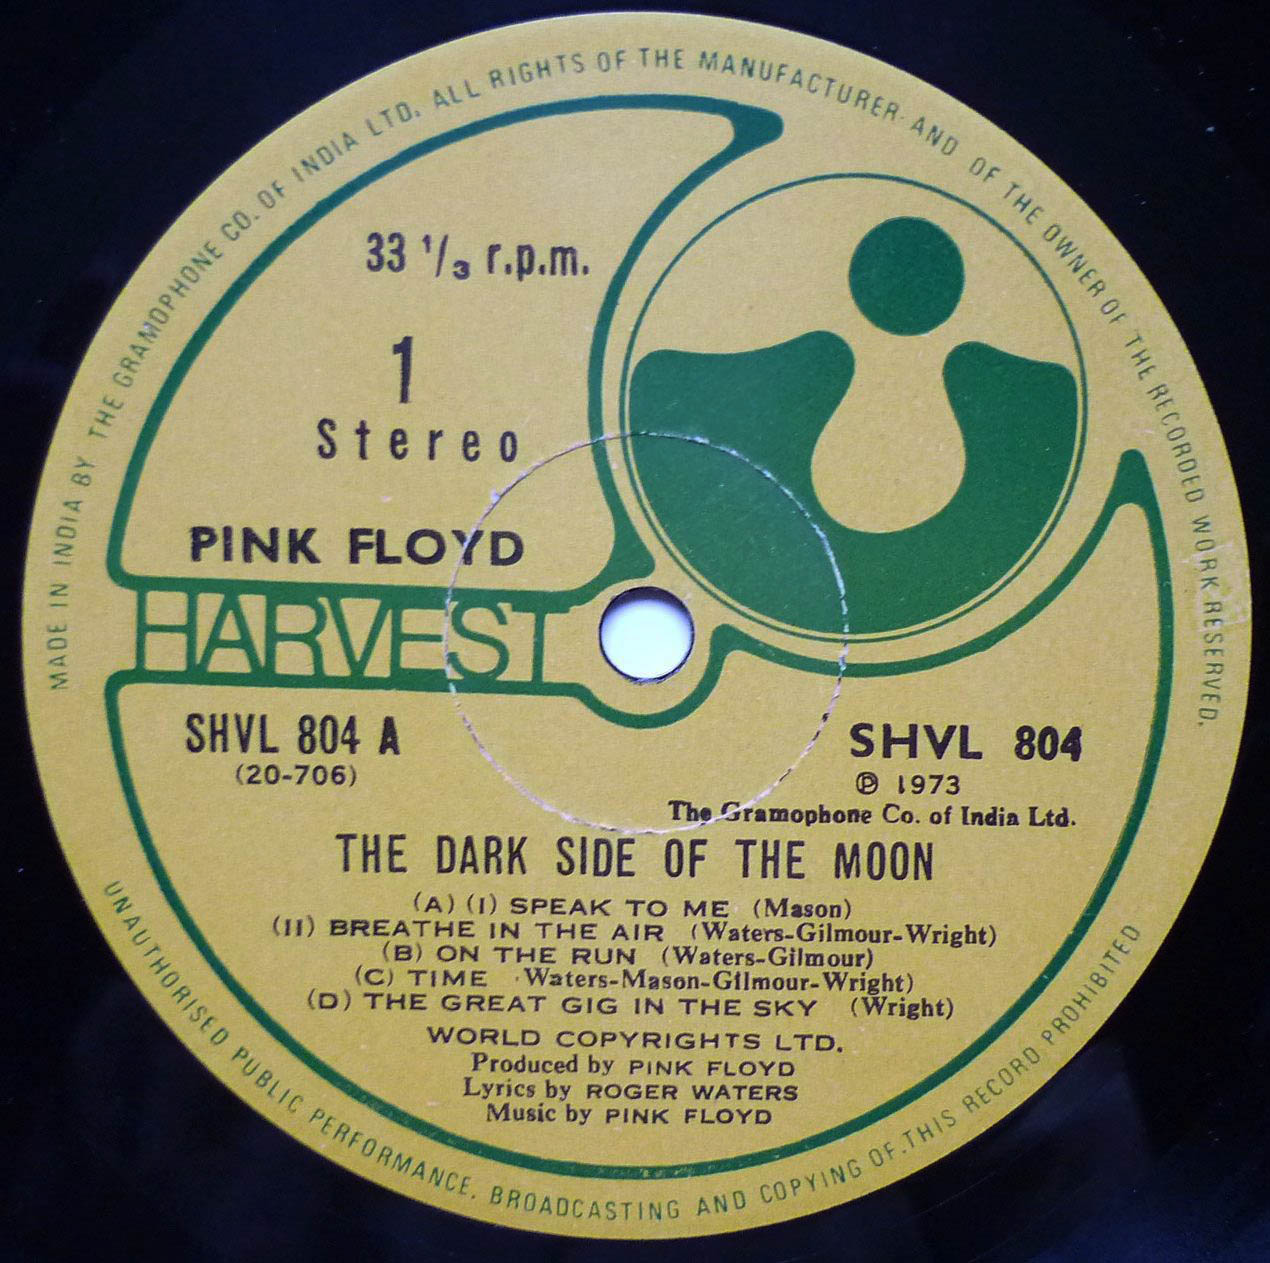 MADE IN INDIA BY THE GRAMOPHONE CO. OF INDIA LTD. ALL RIGHTS OF THE MANUFACTURER AND OF THE OWNER OF THE RECORDED WORK RESERVED.
33 1/3 r.p.m.
1
Stereo
PINK FLOYD
HARVEST
SHVL 804 A
(20-706)
SHVL 804
℗ 1973
The Gramophone Co. of India Ltd.
THE DARK SIDE OF THE MOON
(A) (I) SPEAK TO ME (Mason)
(II) BREATHE IN THE AIR (Waters-Gilmour-Wright)
(B) ON THE RUN (Waters-Gilmour)
(C) TIME Waters-Mason-Gilmour-Wright)
(D) THE GREAT GIG IN THE SKY (Wright)
WORLD COPYRIGHTS LTD.
Produced by PINK FLOYD
Lyrics by ROGER WATERS
Music by PINK FLOYD
UNAUTHORISED PUBLIC PERFORMANCE, BROADCASTING AND COPYING OF THIS RECORD PROHIBITED